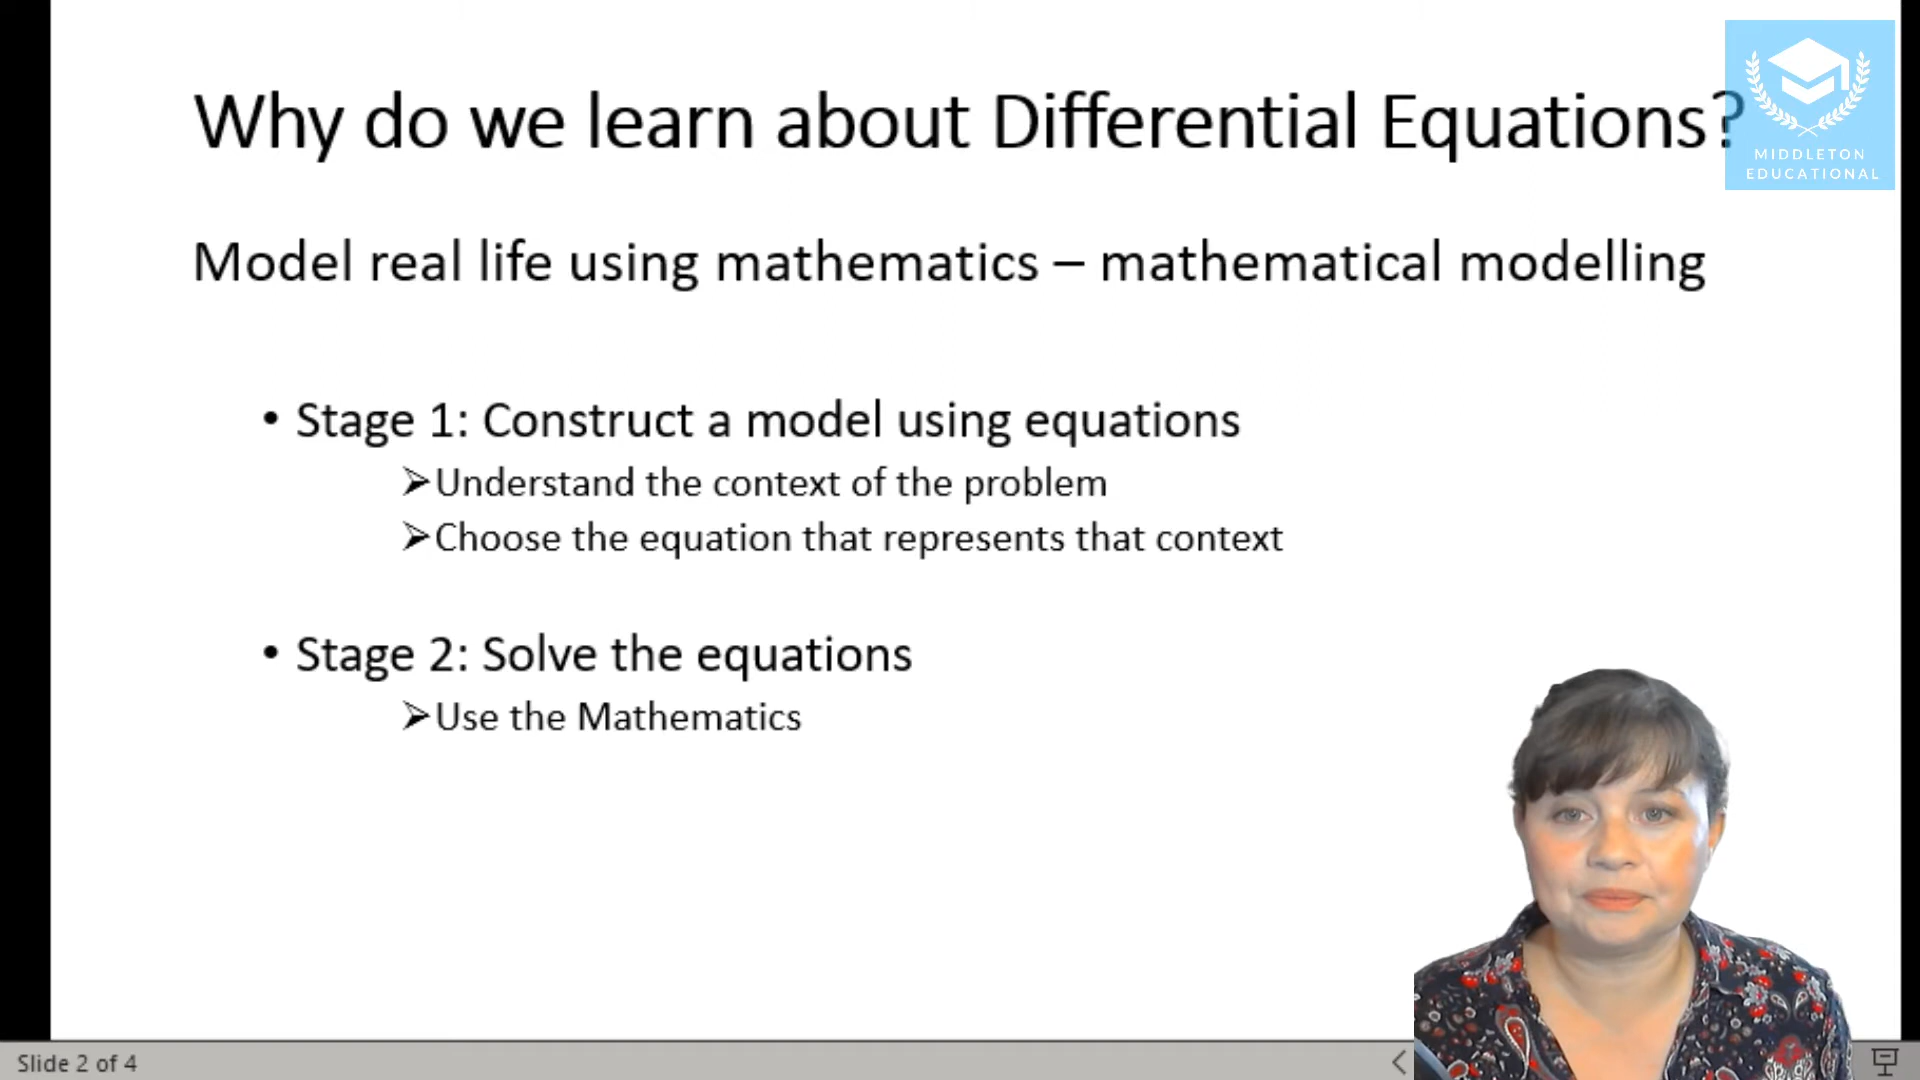 Why do we learn about Differential Equations?
MIDDLETON
EDUCATIONAL
Model real life using mathematics – mathematical modelling
• Stage 1: Construct a model using equations
➢Understand the context of the problem
➢Choose the equation that represents that context
• Stage 2: Solve the equations
➢Use the Mathematics
Slide 2 of 4